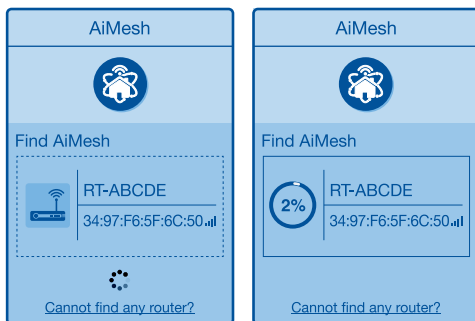 AiMesh
Find AiMesh
RT-ABCDE
34:97:F6:5F:6C:50
Cannot find any router?
AiMesh
Find AiMesh
2%
RT-ABCDE
34:97:F6:5F:6C:50
Cannot find any router?